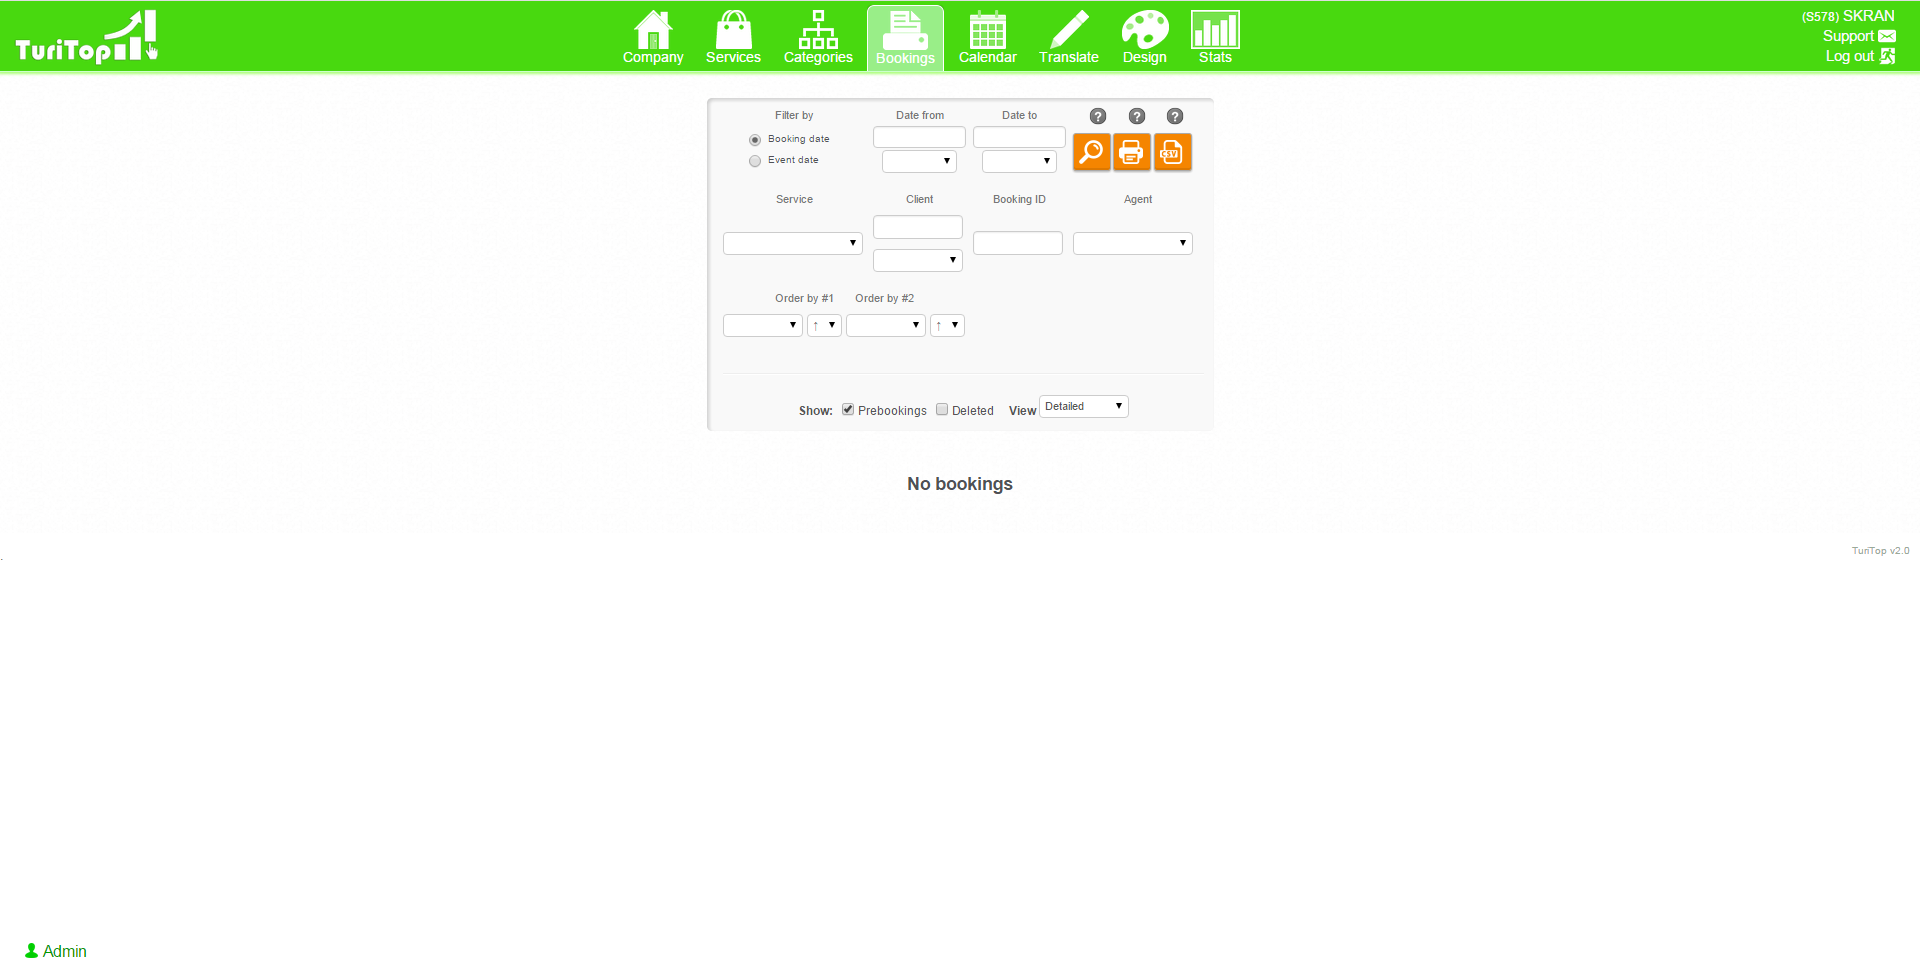 TuriTop
Company
Services
Categories
Bookings
Calendar
Translate
Design
Stats
(S578) SKRAN
Support
Log out
Filter by
Date from
Date to
? ? ?
Booking date
Event date
CSV
Service
Client
Booking ID
Agent
Order by #1
Order by #2
↑
↑
Show: Prebookings Deleted View Detailed
No bookings
.
TuriTop v2.0
Admin